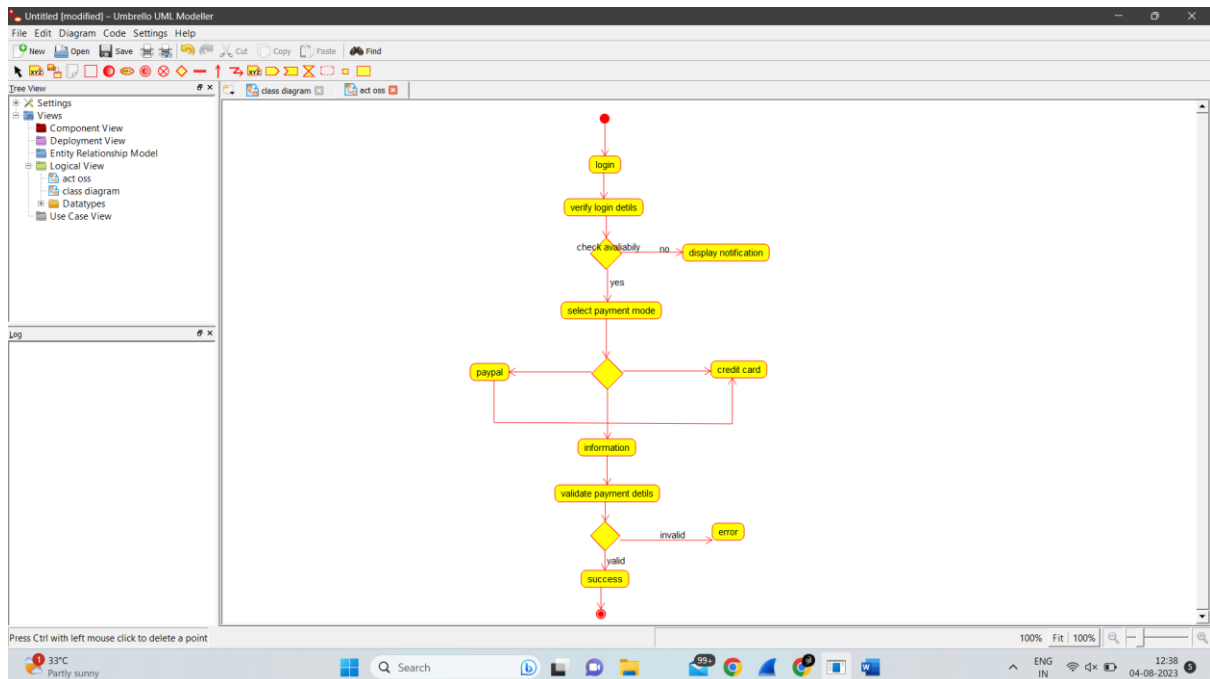 Untitled [modified] – Umbrello UML Modeller
File Edit Diagram Code Settings Help
New Open Save Cut Copy Paste Find
Tree View
class diagram act oss
Settings
Views
Component View
Deployment View
Entity Relationship Model
Logical View
act oss
class diagram
Datatypes
Use Case View
Log
login
verify login detils
check avaliabily no display notification
yes
select payment mode
paypal credit card
information
validate payment detils
invalid error
valid
success
Press Ctrl with left mouse click to delete a point
100% Fit 100%
1 33°C
Partly sunny
Search
99+
ENG
IN
12:38
04-08-2023
5